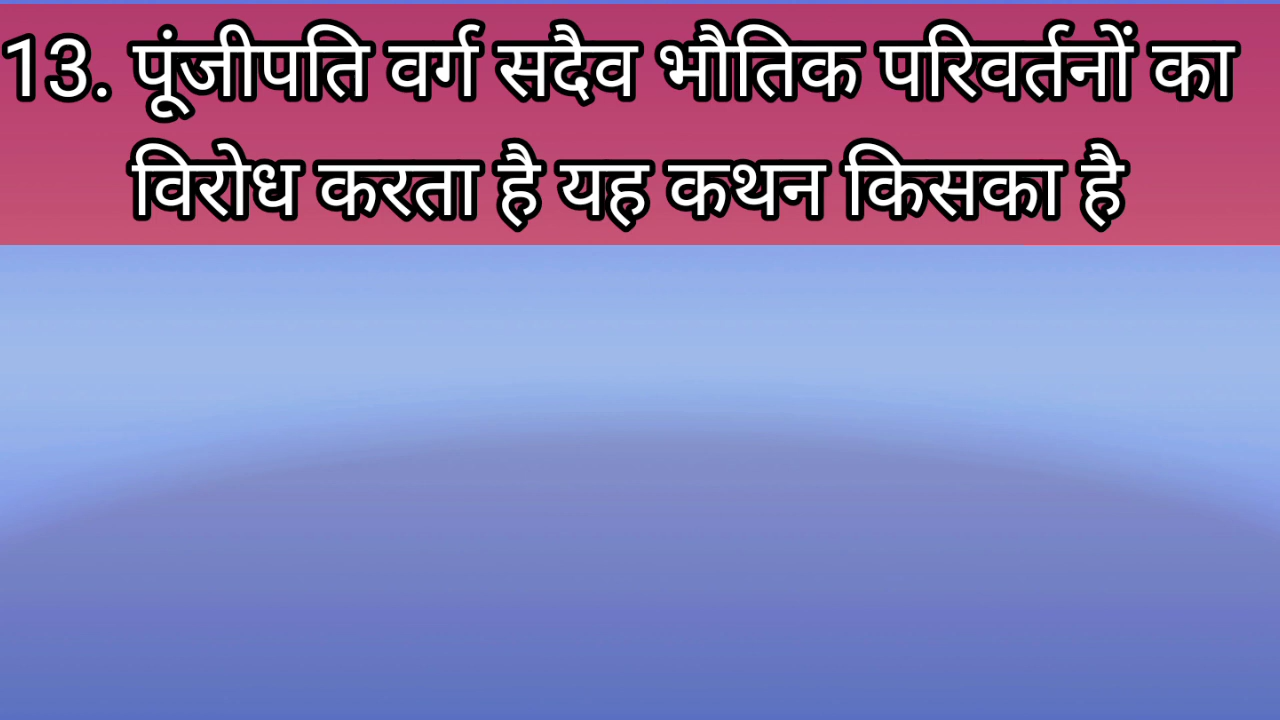 13. पूंजीपति वर्ग सदैव भौतिक परिवर्तनों का
विरोध करता है यह कथन किसका है